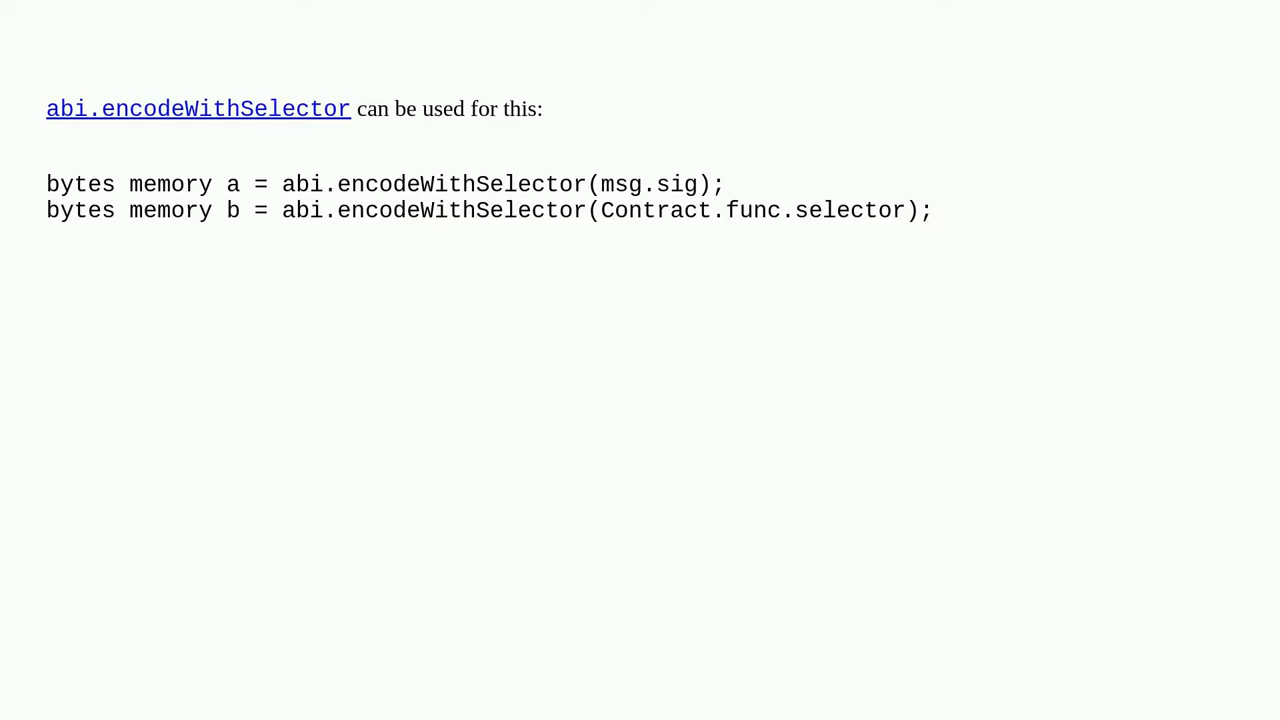 abi.encodeWithSelector can be used for this:
bytes memory a = abi.encodeWithSelector(msg.sig);
bytes memory b = abi.encodeWithSelector(Contract.func.selector);